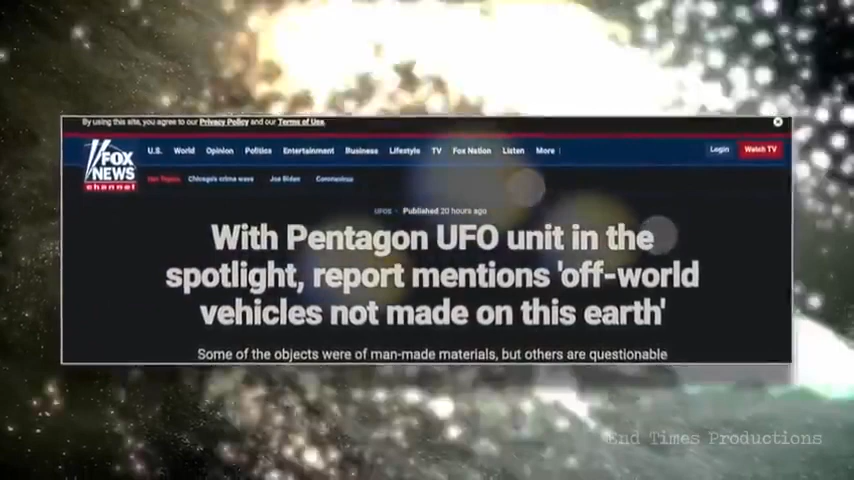 By using this site, you agree to our Privacy Policy and our Terms of Use.
FOX NEWS channel
U.S. World Opinion Politics Entertainment Business Lifestyle TV Fox Nation Listen More Login Watch TV
Hot Topics Chicago's crime wave Joe Biden Coronavirus
UFOS · Published 20 hours ago
With Pentagon UFO unit in the
spotlight, report mentions 'off-world
vehicles not made on this earth'
Some of the objects were of man-made materials, but others are questionable
End Times Productions